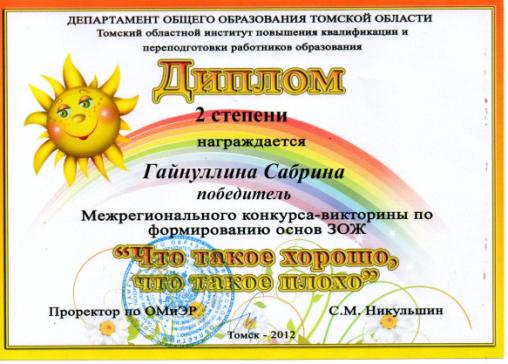 ДЕПАРТАМЕНТ ОБЩЕГО ОБРАЗОВАНИЯ ТОМСКОЙ ОБЛАСТИ
Томский областной институт повышения квалификации и
переподготовки работников образования
Диплом
2 степени
награждается
Гайнуллина Сабрина
победитель
Межрегионального конкурса-викторины по
формированию основ ЗОЖ
“Что такое хорошо,
что такое плохо”
Проректор по ОМиЭР С.М. Никульшин
Томск - 2012